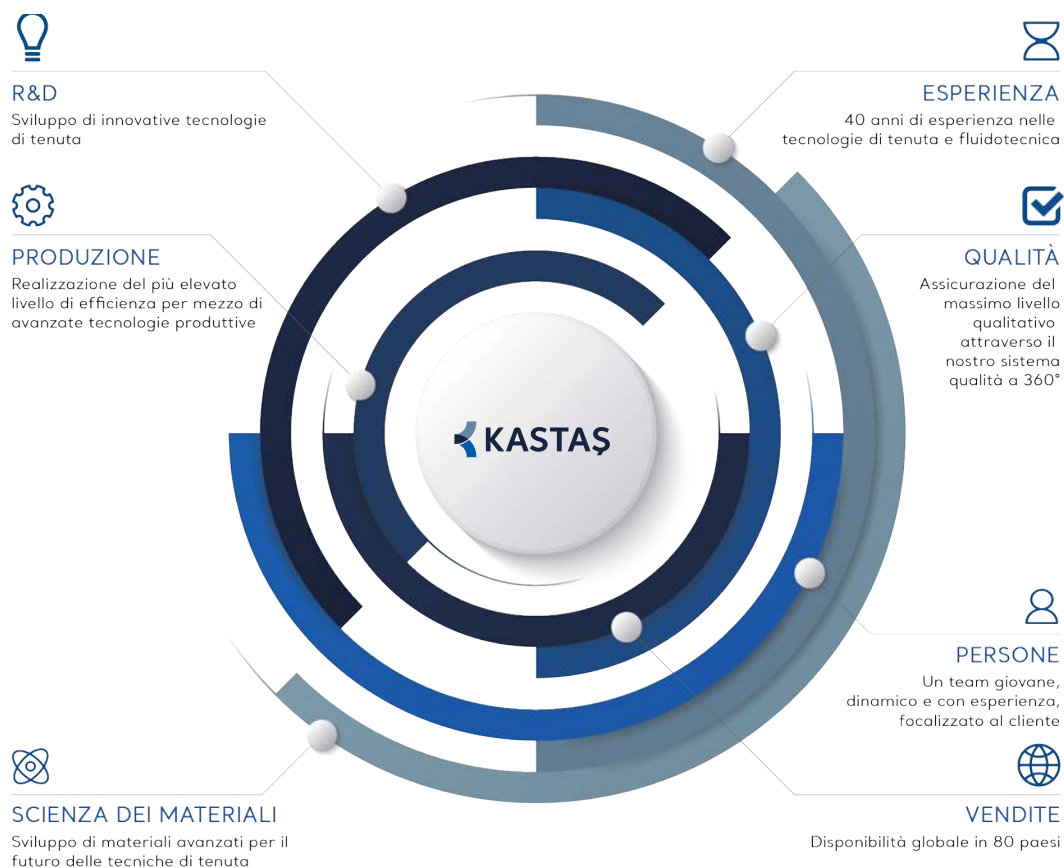 R&D
Sviluppo di innovative tecnologie
di tenuta
PRODUZIONE
Realizzazione del più elevato
livello di efficienza per mezzo di
avanzate tecnologie produttive
SCIENZA DEI MATERIALI
Sviluppo di materiali avanzati per il
futuro delle tecniche di tenuta
KASTAŞ
ESPERIENZA
40 anni di esperienza nelle
tecnologie di tenuta e fluidotecnica
QUALITÀ
Assicurazione del
massimo livello
qualitativo
attraverso il
nostro sistema
qualità a 360°
PERSONE
Un team giovane,
dinamico e con esperienza,
focalizzato al cliente
VENDITE
Disponibilità globale in 80 paesi